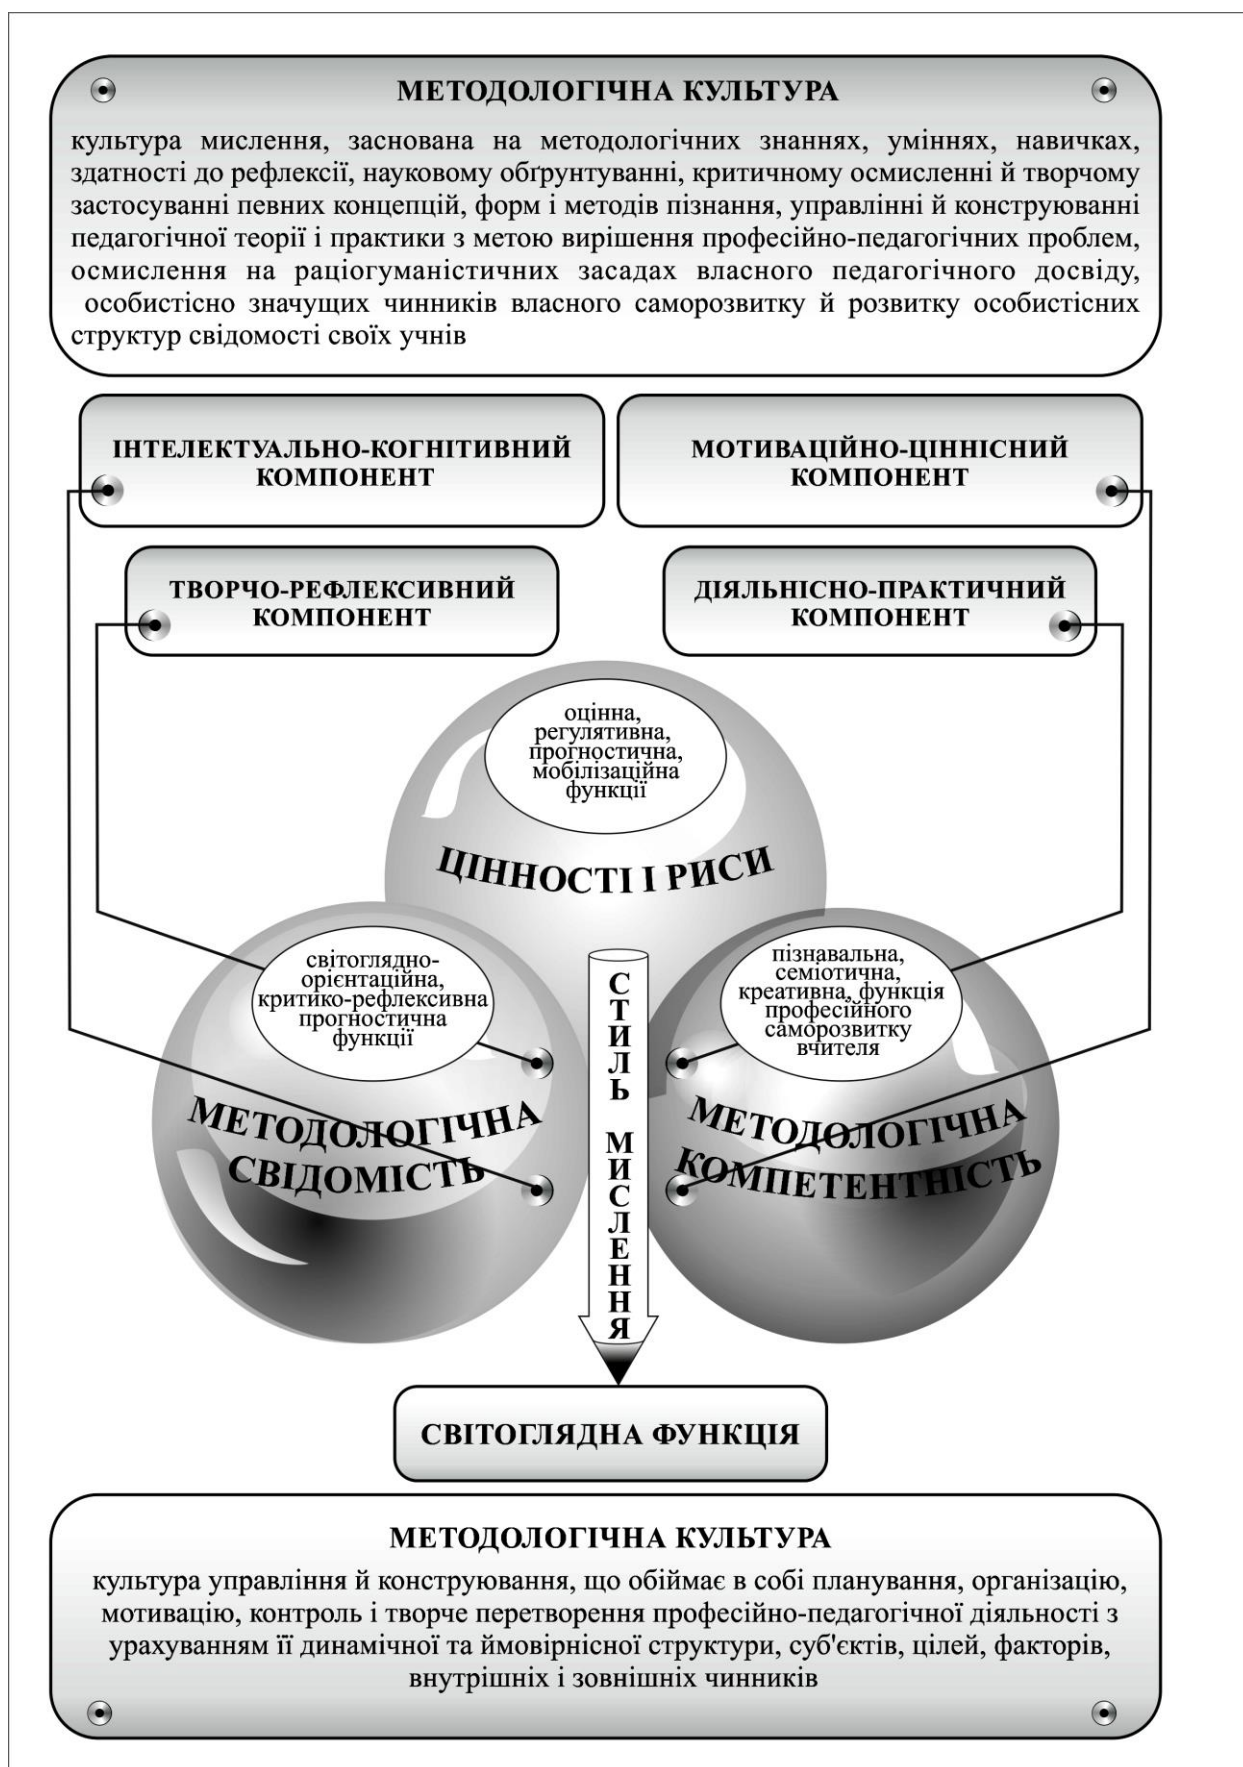 МЕТОДОЛОГІЧНА КУЛЬТУРА
культура мислення, заснована на методологічних знаннях, уміннях, навичках,
здатності до рефлексії, науковому обґрунтуванні, критичному осмисленні й творчому
застосуванні певних концепцій, форм і методів пізнання, управлінні й конструюванні
педагогічної теорії і практики з метою вирішення професійно-педагогічних проблем,
осмислення на раціогуманістичних засадах власного педагогічного досвіду,
особистісно значущих чинників власного саморозвитку й розвитку особистісних
структур свідомості своїх учнів
ІНТЕЛЕКТУАЛЬНО-КОГНІТИВНИЙ
КОМПОНЕНТ
МОТИВАЦІЙНО-ЦІННІСНИЙ
КОМПОНЕНТ
ТВОРЧО-РЕФЛЕКСИВНИЙ
КОМПОНЕНТ
ДІЯЛЬНІСНО-ПРАКТИЧНИЙ
КОМПОНЕНТ
оцінна,
регулятивна,
прогностична,
мобілізаційна
функції
ЦІННОСТІ І РИСИ
світоглядно-
орієнтаційна,
критико-рефлексивна
прогностична
функції
МЕТОДОЛОГІЧНА
СВІДОМІСТЬ
СТИЛЬ МИСЛЕННЯ
пізнавальна,
семіотична,
креативна, функція
професійного
саморозвитку
вчителя
МЕТОДОЛОГІЧНА
КОМПЕТЕНТНІСТЬ
СВІТОГЛЯДНА ФУНКЦІЯ
МЕТОДОЛОГІЧНА КУЛЬТУРА
культура управління й конструювання, що обіймає в собі планування, організацію,
мотивацію, контроль і творче перетворення професійно-педагогічної діяльності з
урахуванням її динамічної та ймовірнісної структури, суб'єктів, цілей, факторів,
внутрішніх і зовнішніх чинників